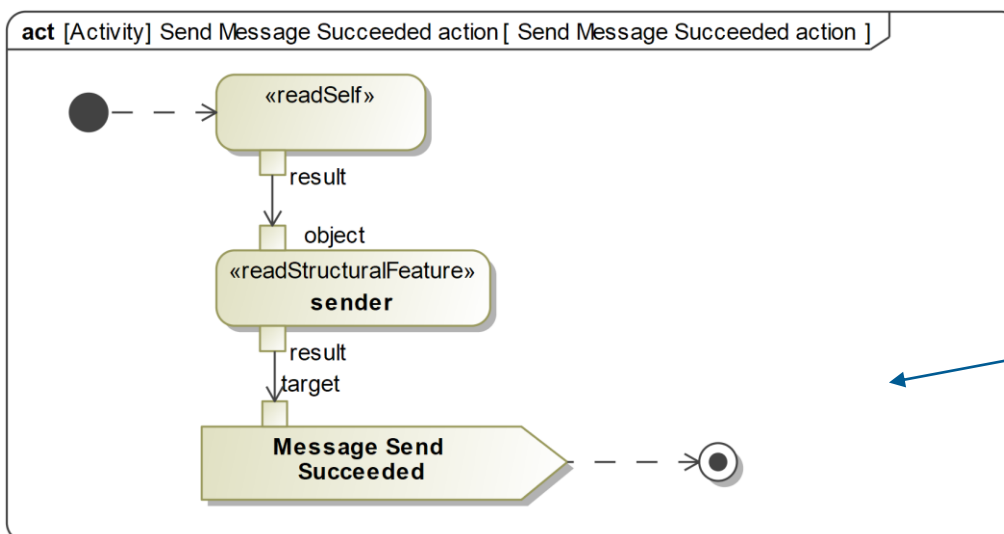 act [Activity] Send Message Succeeded action [ Send Message Succeeded action ]
«readSelf»
result
object
«readStructuralFeature»
sender
result
target
Message Send
Succeeded